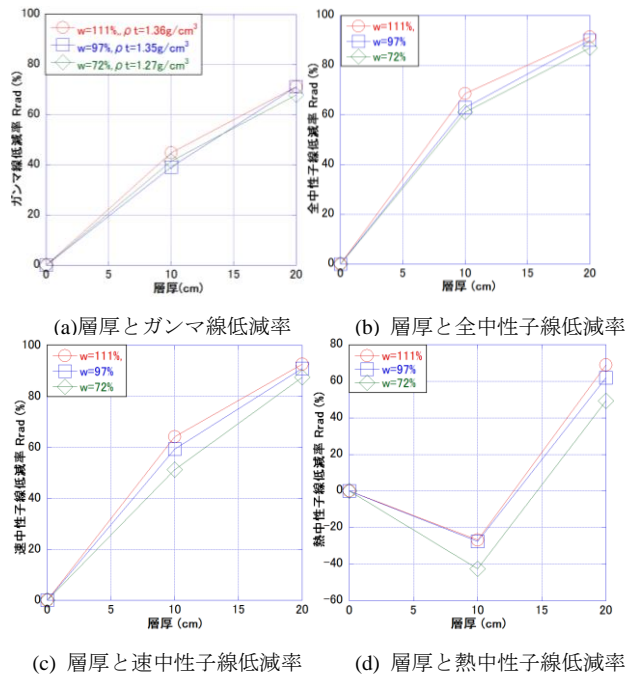 w=111%,. ρt=1.36g/cm³
w=97%, ρt=1.35g/cm³
w=72%, ρt=1.27g/cm³
ガンマ線低減率 Rrad (%)
100
80
60
40
20
0
0 5 10 15 20
層厚(cm)
(a)層厚とガンマ線低減率
w=111%,
w=97%
w=72%
全中性子線低減率 Rrad (%)
100
80
60
40
20
0
0 5 10 15 20
層厚 (cm)
(b) 層厚と全中性子線低減率
w=111%,
w=97%
w=72%
速中性子線低減率 Rrad (%)
100
80
60
40
20
0
0 5 10 15 20
層厚 (cm)
(c) 層厚と速中性子線低減率
w=111%
w=97%
w=72%
熱中性子線低減率 Rrad (%)
80
60
40
20
0
-20
-40
-60
0 5 10 15 20
層厚 (cm)
(d) 層厚と熱中性子線低減率